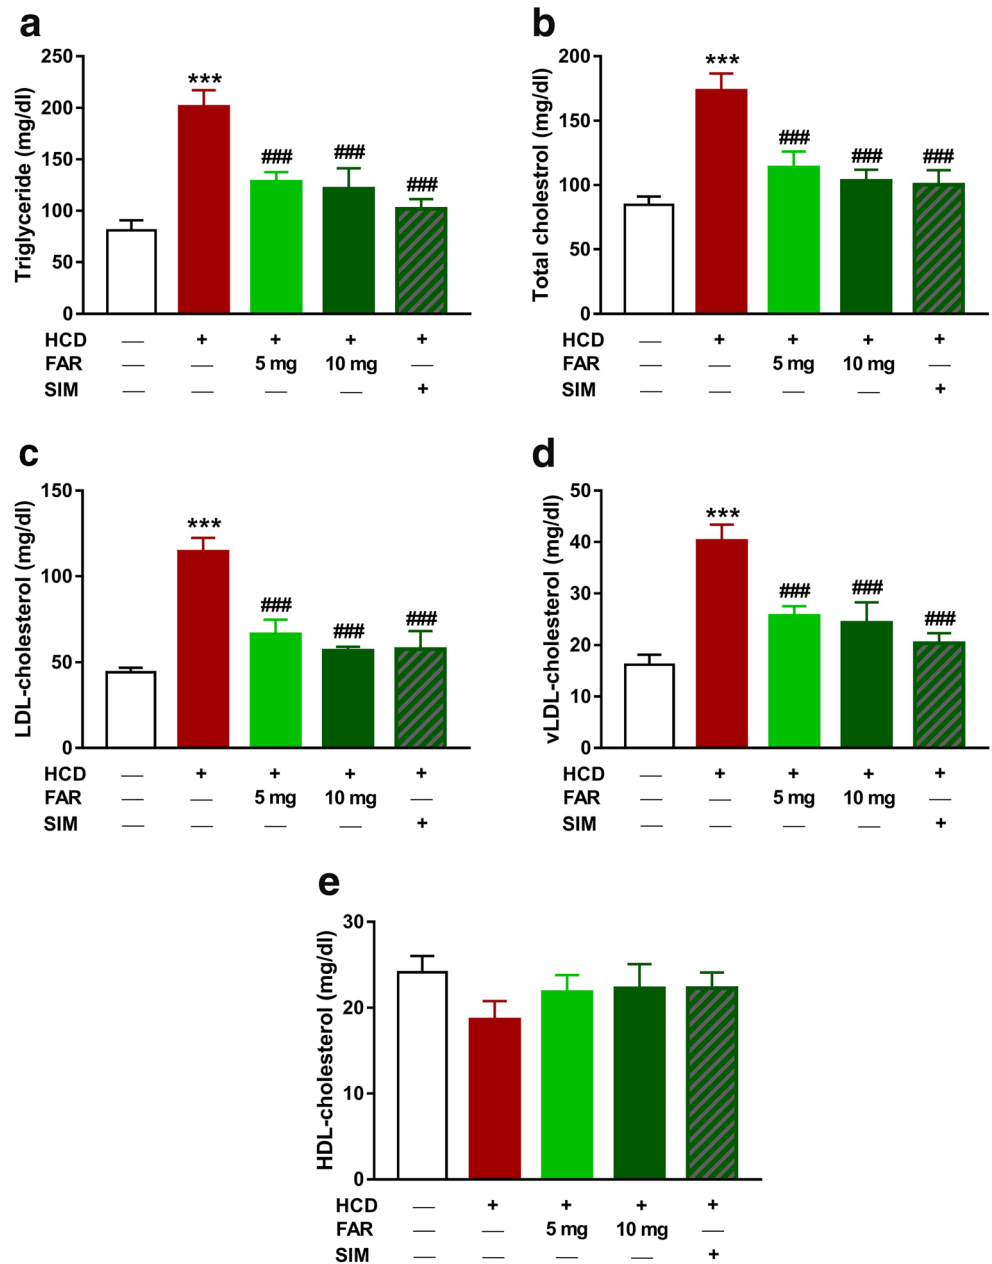 a
Triglyceride (mg/dl)
250
200
150
100
50
0
***
###
###
###
HCD — + + + +
FAR — — 5 mg 10 mg —
SIM — — — — +
b
Total cholestrol (mg/dl)
200
150
100
50
0
***
###
###
###
HCD — + + + +
FAR — — 5 mg 10 mg —
SIM — — — — +
c
LDL-cholesterol (mg/dl)
150
100
50
0
***
###
###
###
HCD — + + + +
FAR — — 5 mg 10 mg —
SIM — — — — +
d
vLDL-cholesterol (mg/dl)
50
40
30
20
10
0
***
###
###
###
HCD — + + + +
FAR — — 5 mg 10 mg —
SIM — — — — +
e
HDL-cholesterol (mg/dl)
30
20
10
0
HCD — + + + +
FAR — — 5 mg 10 mg —
SIM — — — — +